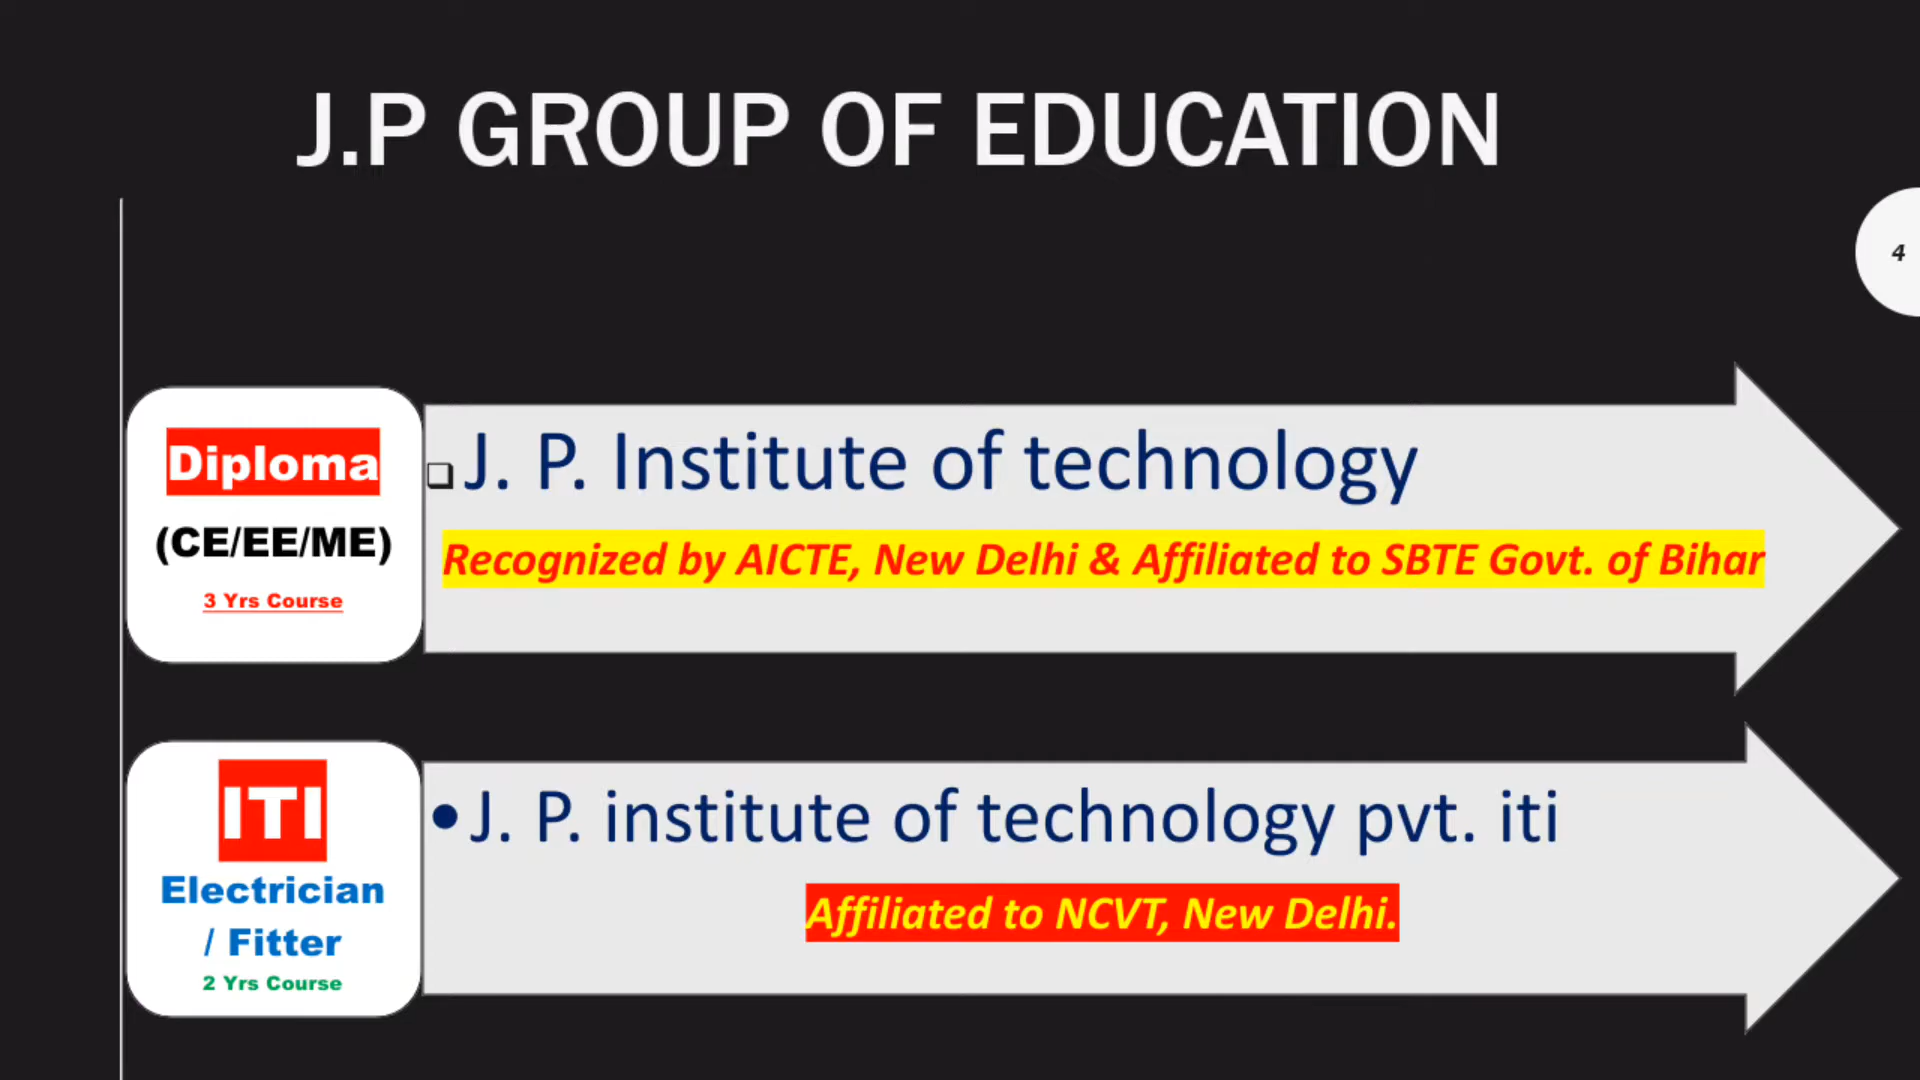 J.P GROUP OF EDUCATION
4
Diploma
(CE/EE/ME)
3 Yrs Course
J. P. Institute of technology
Recognized by AICTE, New Delhi & Affiliated to SBTE Govt. of Bihar
ITI
Electrician
/ Fitter
2 Yrs Course
J. P. institute of technology pvt. iti
Affiliated to NCVT, New Delhi.